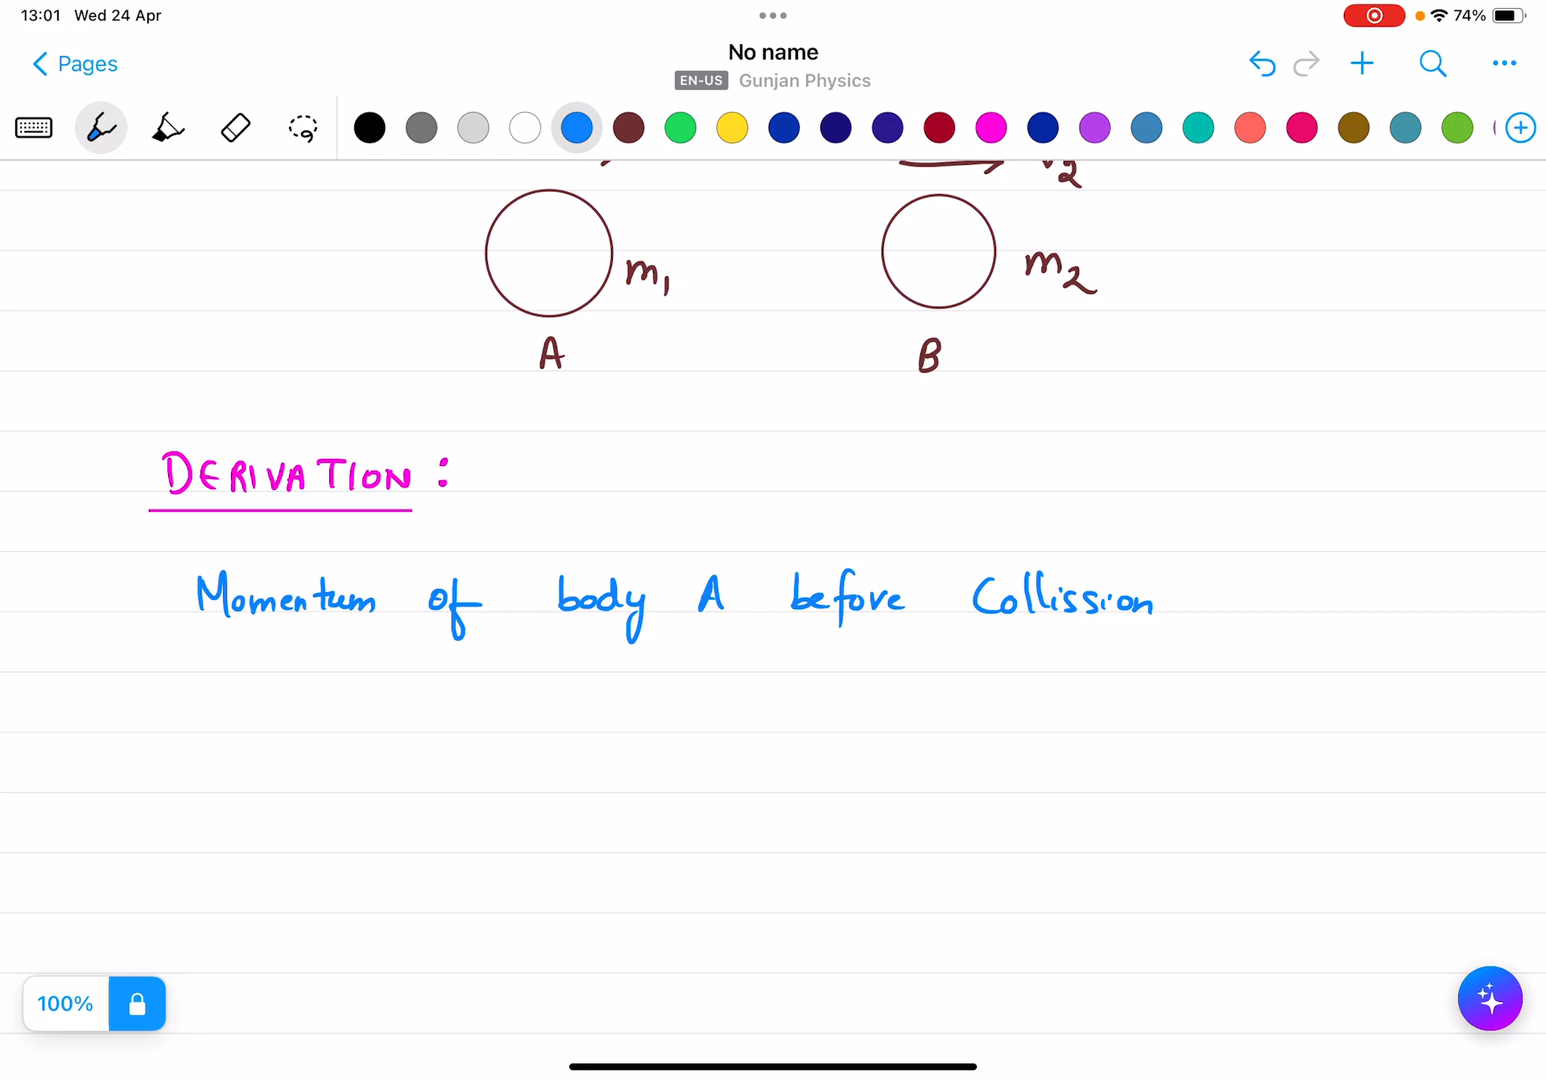 13:01 Wed 24 Apr
74%
Pages
No name
EN-US Gunjan Physics
m1
m2
A
B
DERIVATION :
Momentum of body A before Collission
100%